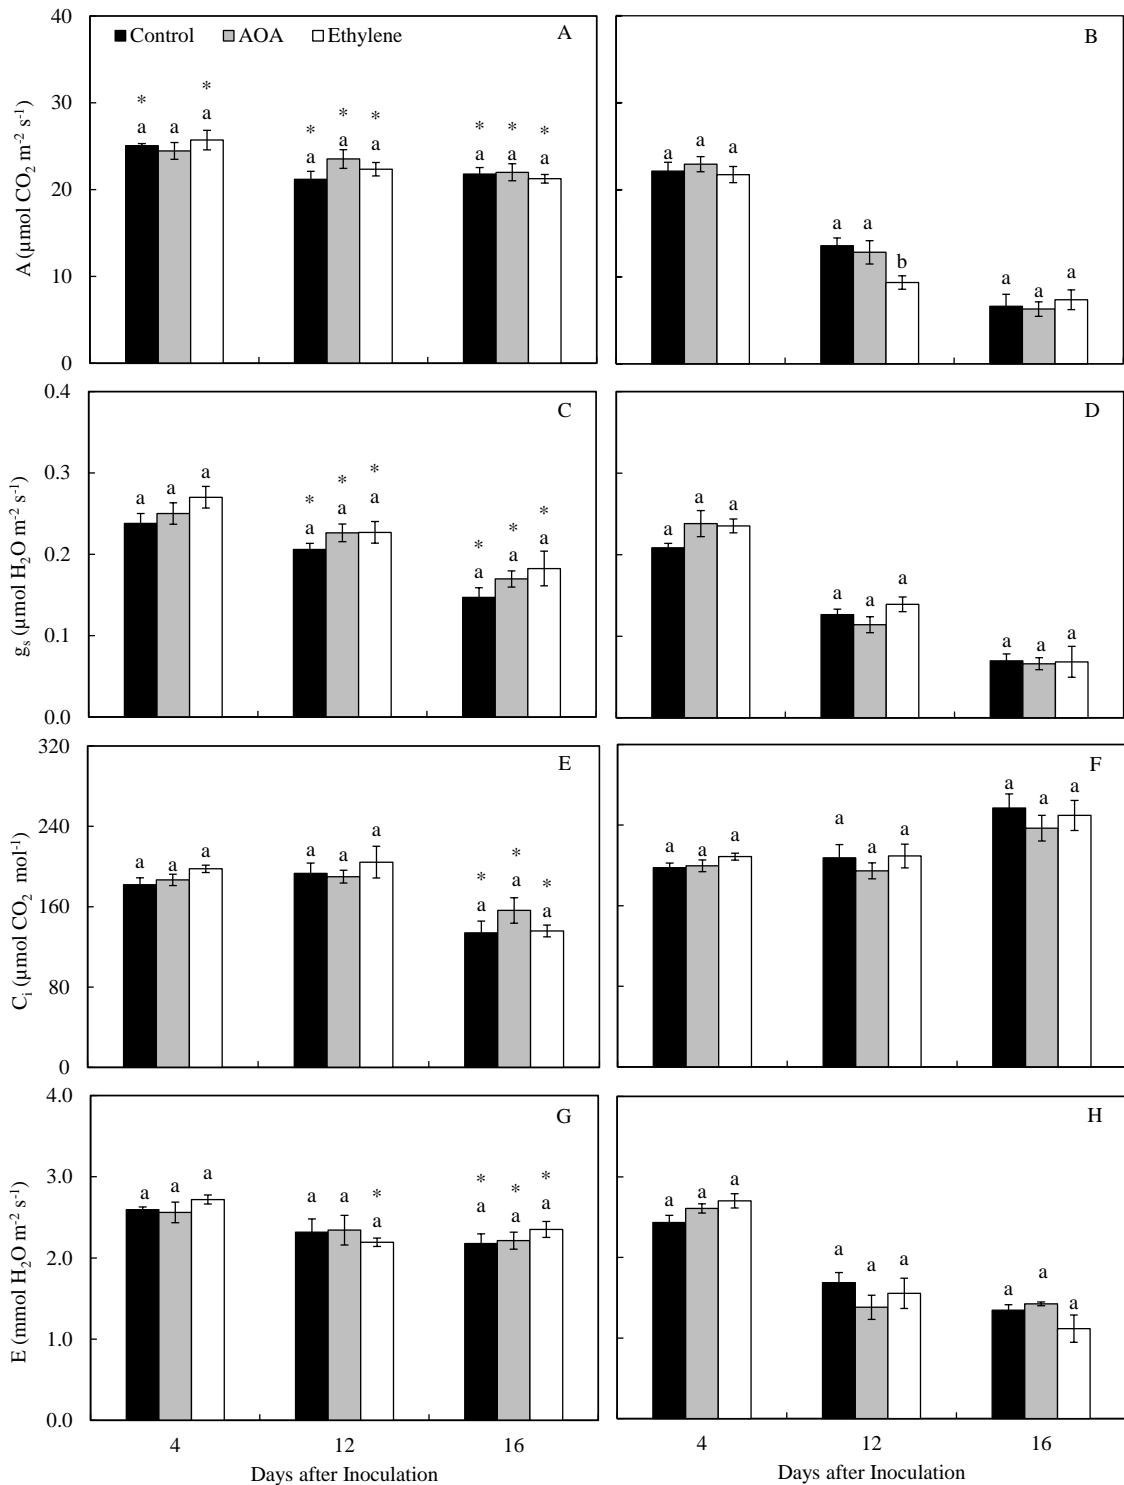 40
Control AOA Ethylene A
B
* *
a a a
* * *
a a a
* * *
a a a
30
20
10
0
A (µmol CO₂ m⁻² s⁻¹)
a a a
a a b
a a a
0.4
C
D
0.3
0.2
0.1
0.0
gₛ (µmol H₂O m⁻² s⁻¹)
a a a
* * *
a a a
* * *
a a a
a a a
a a a
a a a
320
E
F
240
160
80
0
Cᵢ (µmol CO₂ mol⁻¹)
a a a
a a a
* * *
a a a
a a a
a a a
a a a
4.0
G
H
3.0
2.0
1.0
0.0
E (mmol H₂O m⁻² s⁻¹)
a a a
*
a a a
* * *
a a a
a a a
a a a
a a a
4 12 16
4 12 16
Days after Inoculation
Days after Inoculation